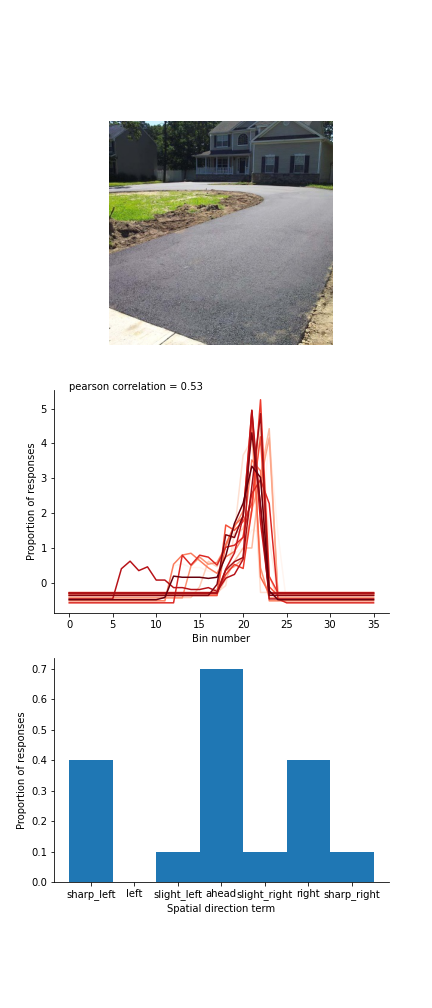 pearson correlation = 0.53
Proportion of responses
5
4
3
2
1
0
0 5 10 15 20 25 30 35
Bin number
Proportion of responses
0.7
0.6
0.5
0.4
0.3
0.2
0.1
0.0
sharp_left left slight_left ahead slight_right right sharp_right
Spatial direction term